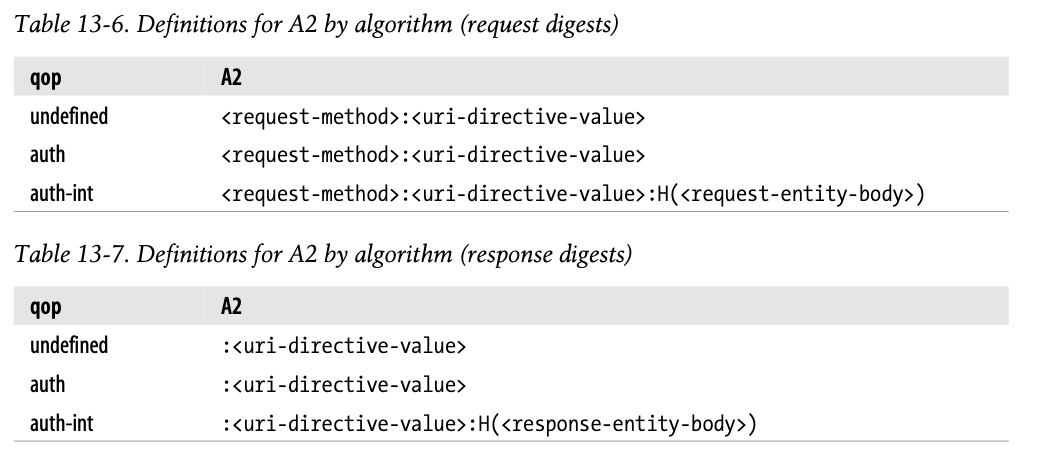 Table 13-6. Definitions for A2 by algorithm (request digests)
qop A2
undefined <request-method>:<uri-directive-value>
auth <request-method>:<uri-directive-value>
auth-int <request-method>:<uri-directive-value>:H(<request-entity-body>)
Table 13-7. Definitions for A2 by algorithm (response digests)
qop A2
undefined :<uri-directive-value>
auth :<uri-directive-value>
auth-int :<uri-directive-value>:H(<response-entity-body>)